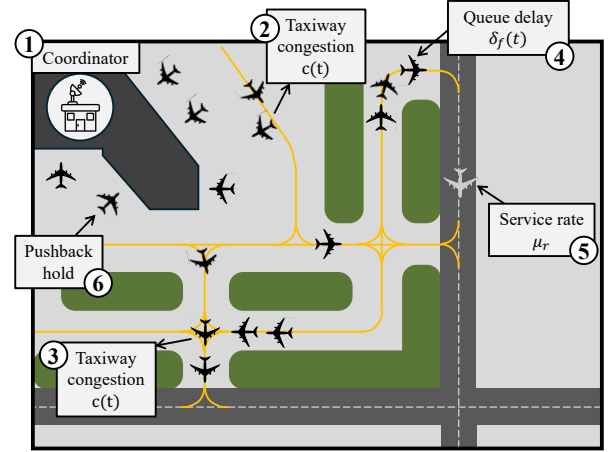 1
Coordinator
2
Taxiway
congestion
c(t)
Queue delay
δ_f(t)
4
Service rate
μ_r
5
Pushback
hold
6
3
Taxiway
congestion
c(t)